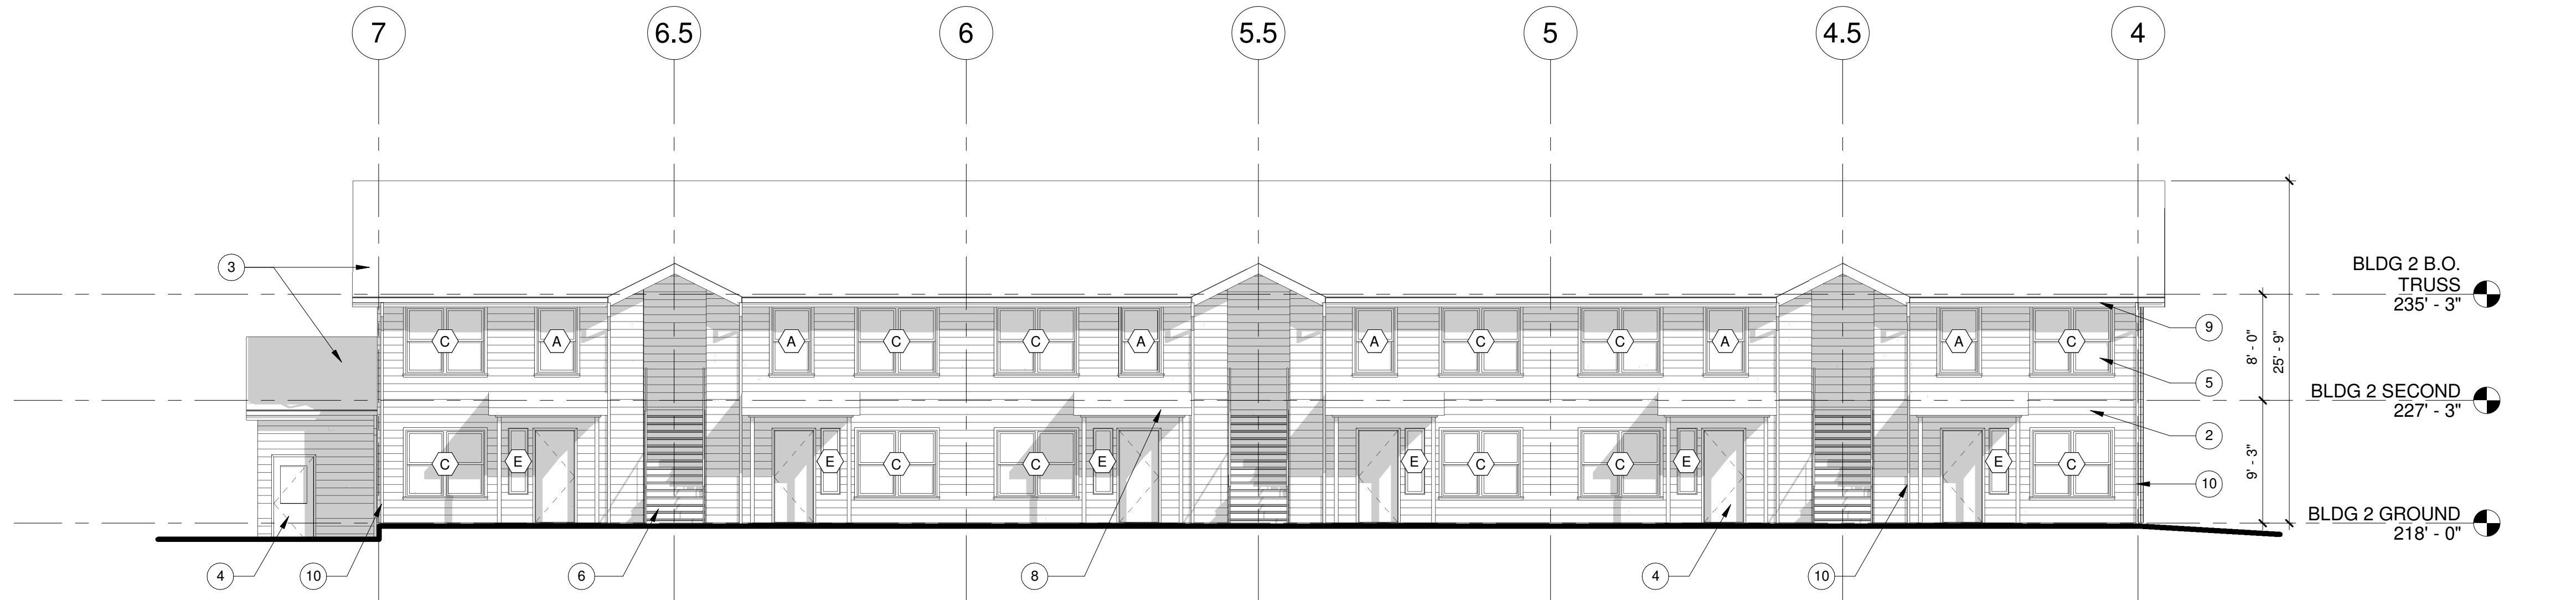 7
6.5
6
5.5
5
4.5
4
3
BLDG 2 B.O.
TRUSS
235' - 3"
9
C
A
A
C
C
A
A
C
C
A
A
C
8' - 0"
25' - 9"
5
BLDG 2 SECOND
227' - 3"
2
C
E
E
C
C
E
E
C
C
E
E
C
9' - 3"
10
BLDG 2 GROUND
218' - 0"
4
10
6
8
4
10